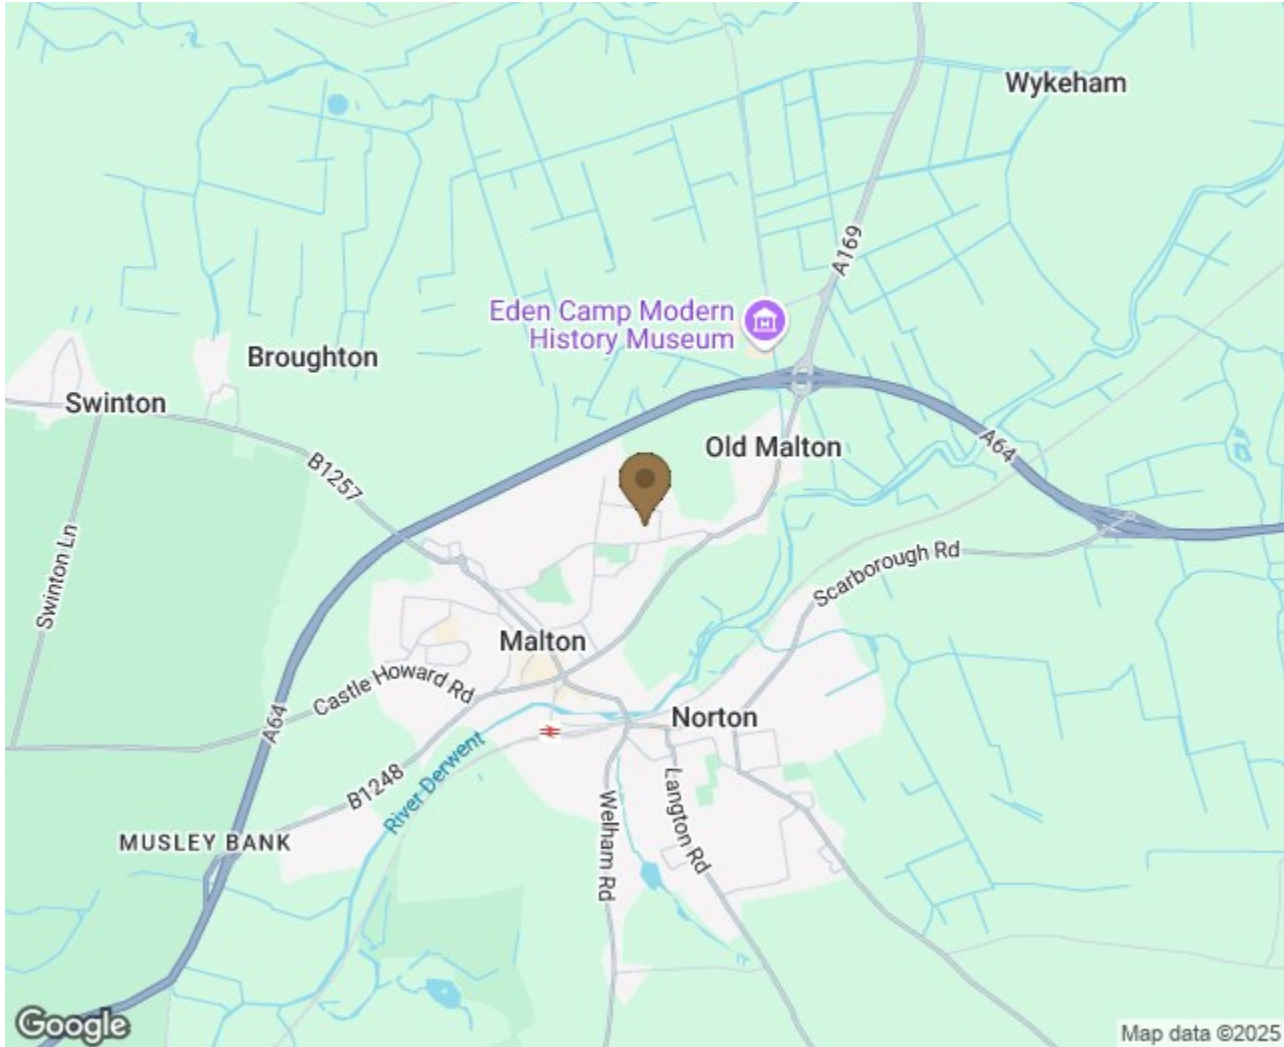 Wykeham
A169
Eden Camp Modern
History Museum
Broughton
Swinton
Old Malton
A64
B1257
Swinton Ln
Scarborough Rd
Malton
Castle Howard Rd
A64
Norton
River Derwent
B1248
Langton Rd
Welham Rd
MUSLEY BANK
Google
Map data ©2025